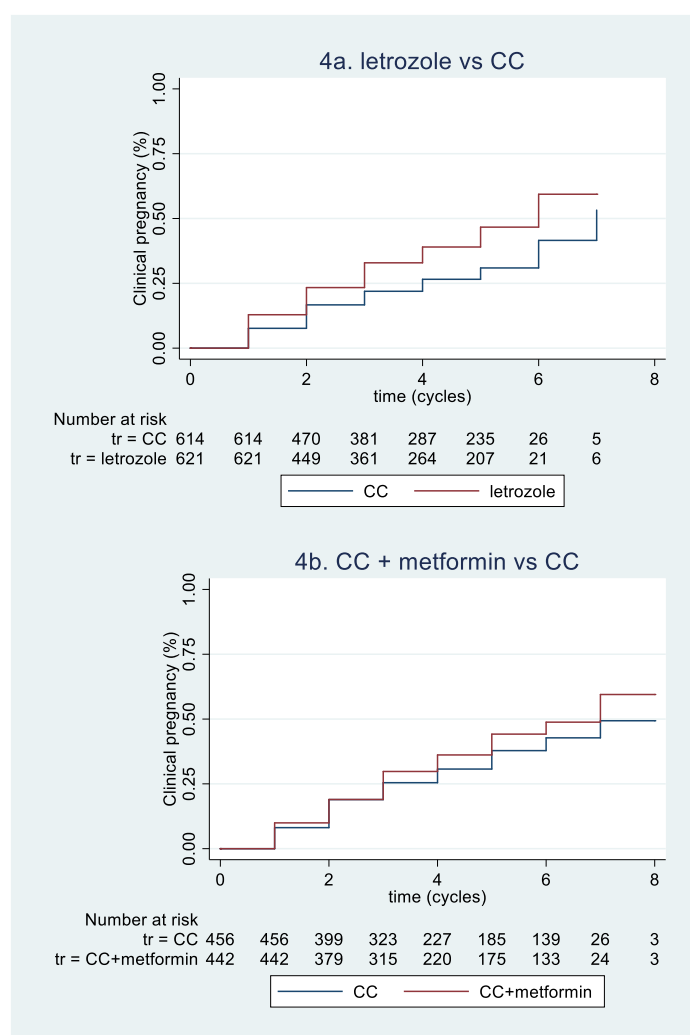 4a. letrozole vs CC
Clinical pregnancy (%)
1.00
0.75
0.50
0.25
0.00
0 2 4 6 8
time (cycles)
Number at risk
tr = CC 614 614 470 381 287 235 26 5
tr = letrozole 621 621 449 361 264 207 21 6
CC letrozole
4b. CC + metformin vs CC
Clinical pregnancy (%)
1.00
0.75
0.50
0.25
0.00
0 2 4 6 8
time (cycles)
Number at risk
tr = CC 456 456 399 323 227 185 139 26 3
tr = CC+metformin 442 442 379 315 220 175 133 24 3
CC CC+metformin